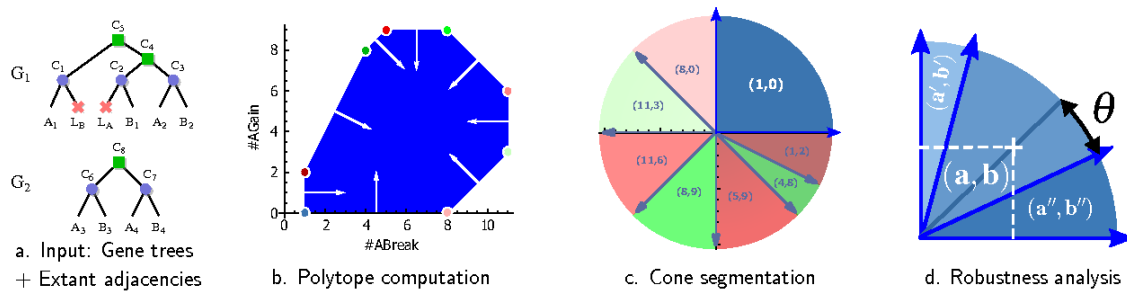 C5
C4
G1
C1
C2
C3
A1 LB LA B1 A2 B2
C8
G2
C6
C7
A3 B3 A4 B4
a. Input: Gene trees
+ Extant adjacencies
#AGain
8
6
4
2
0
0 2 4 6 8 10
#ABreak
b. Polytope computation
(8,0)
(1,0)
(11,3)
(11,6)
(1,2)
(4,8)
(8,9)
(5,9)
c. Cone segmentation
(a',b')
θ
(a,b)
(a'',b'')
d. Robustness analysis